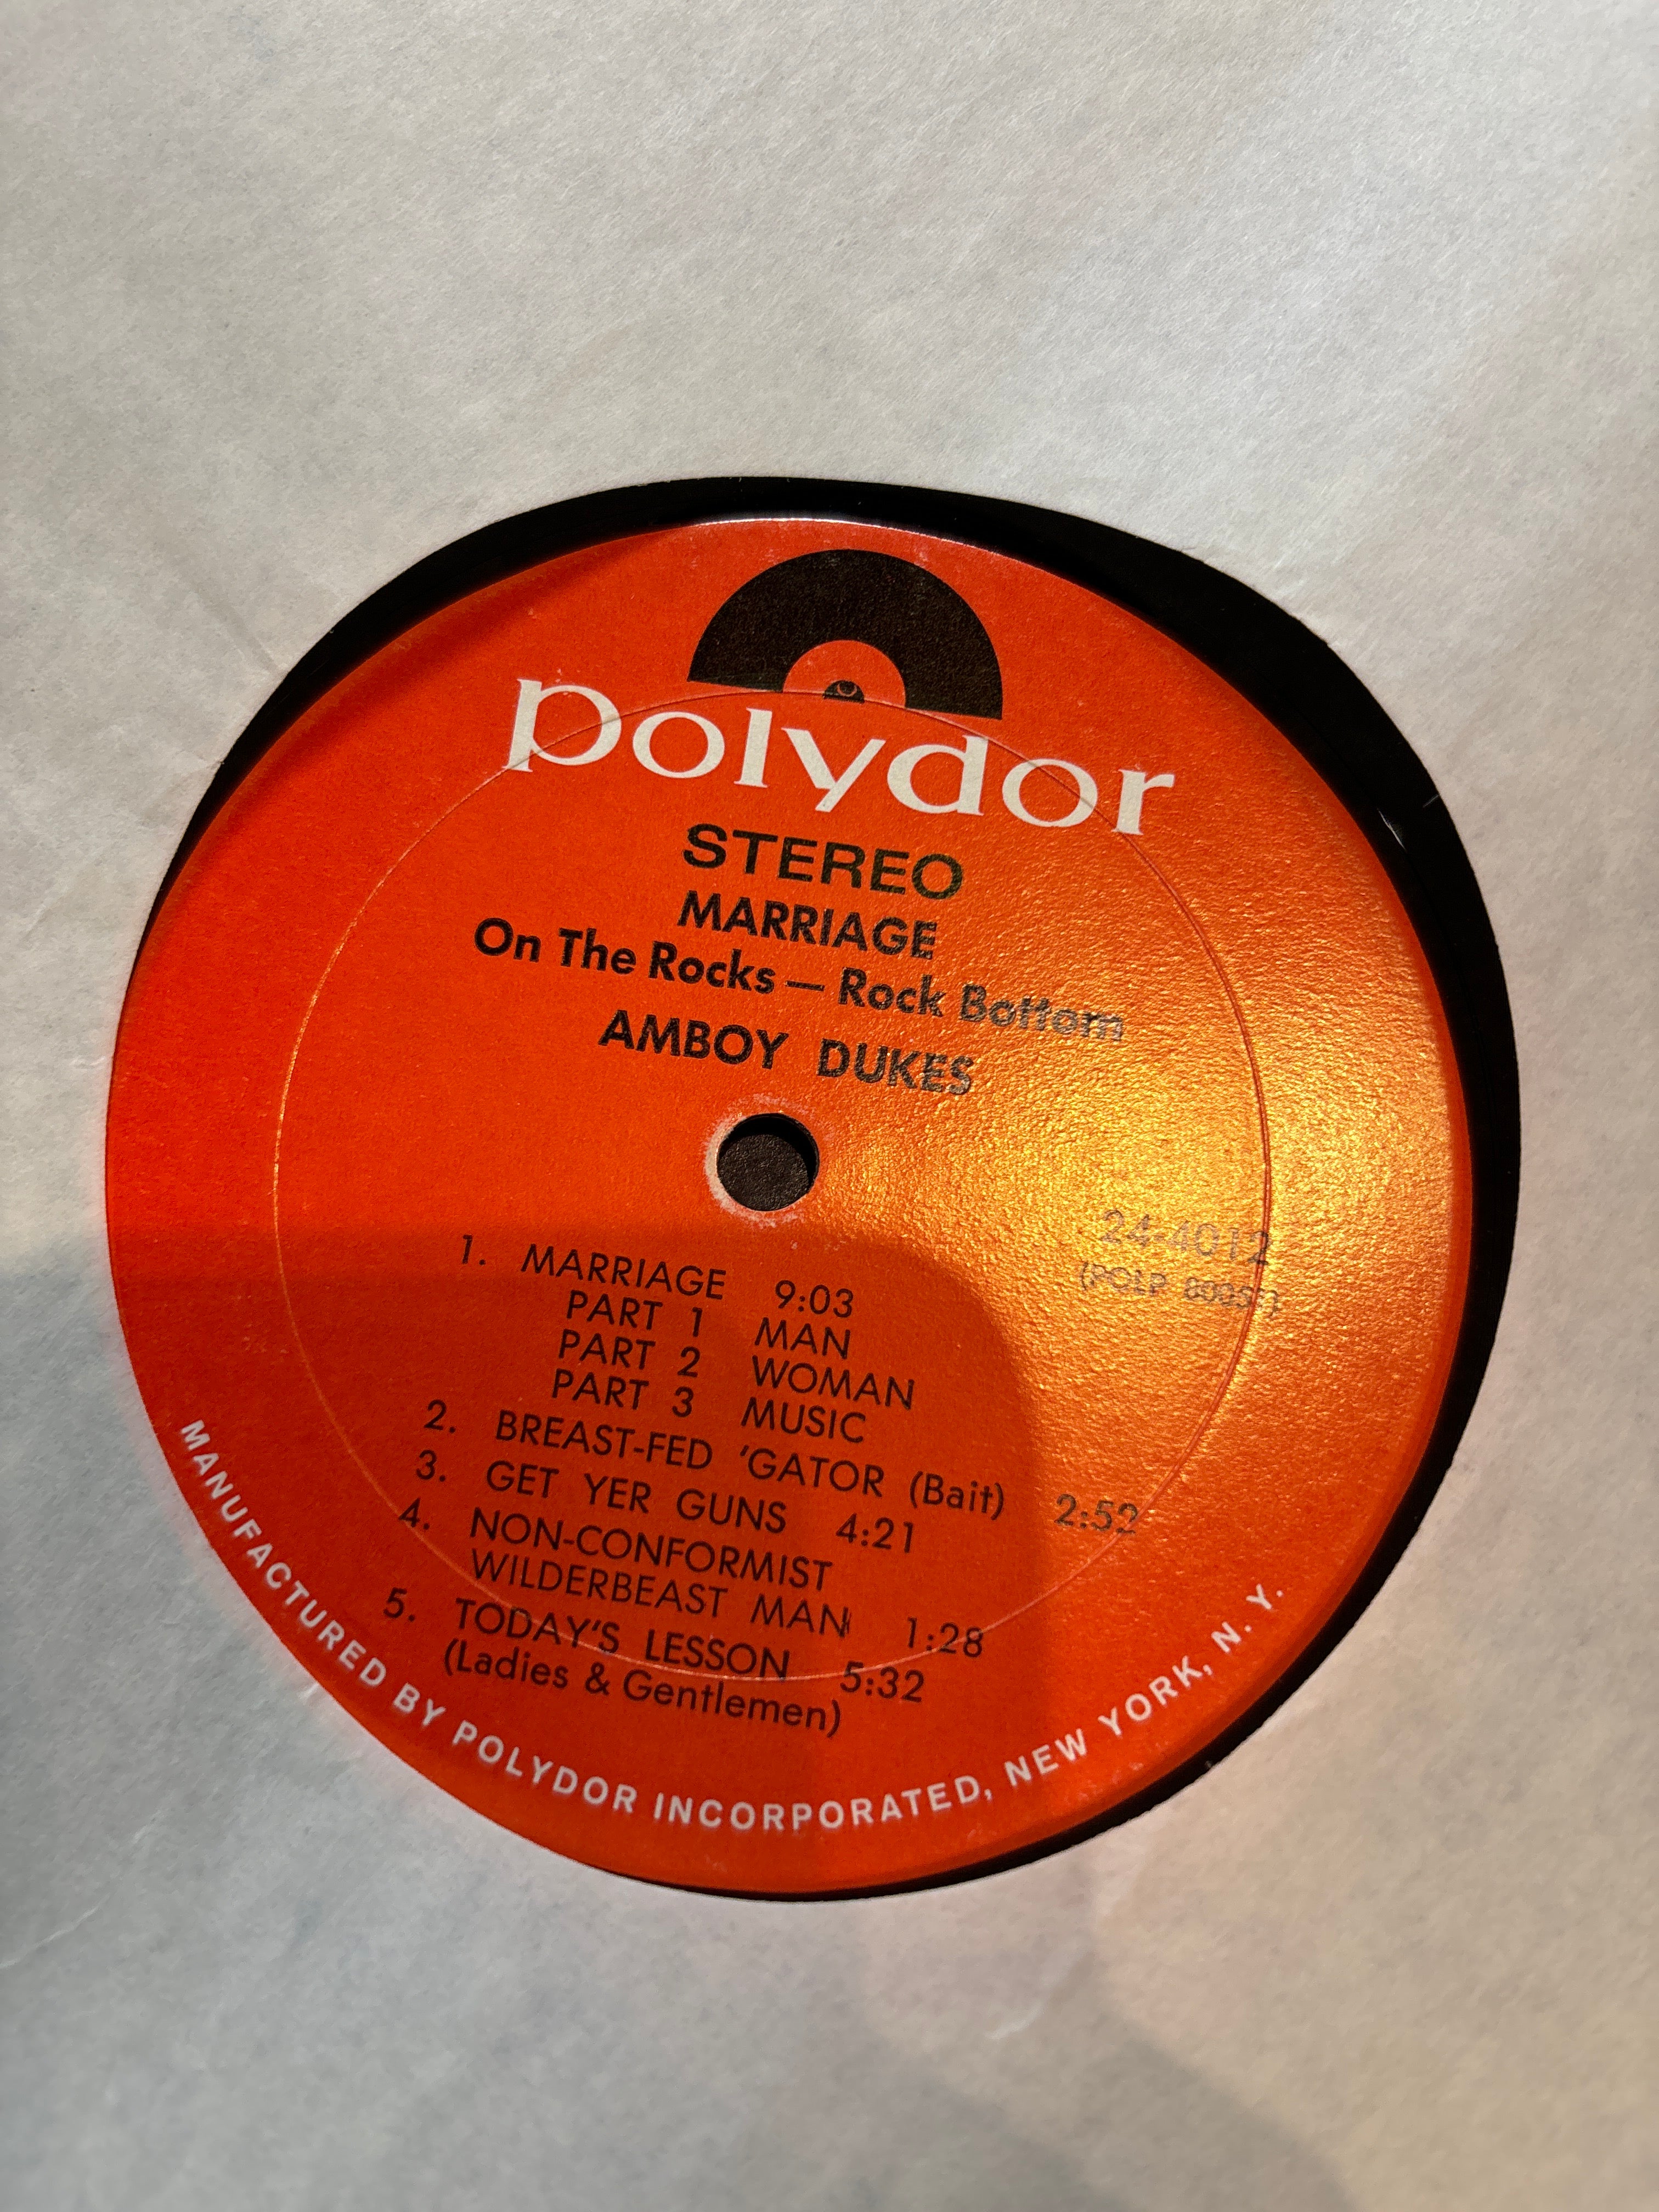 polydor
STEREO
MARRIAGE
On The Rocks — Rock Bottom
AMBOY DUKES
24-4012
1. MARRIAGE 9:03
PART 1 MAN
PART 2 WOMAN
PART 3 MUSIC
2. BREAST-FED 'GATOR (Bait) 2:52
3. GET YER GUNS 4:21
4. NON-CONFORMIST
WILDERBEAST MAN 1:28
5. TODAY'S LESSON 5:32
(Ladies & Gentlemen)
MANUFACTURED BY POLYDOR INCORPORATED, NEW YORK, N. Y.